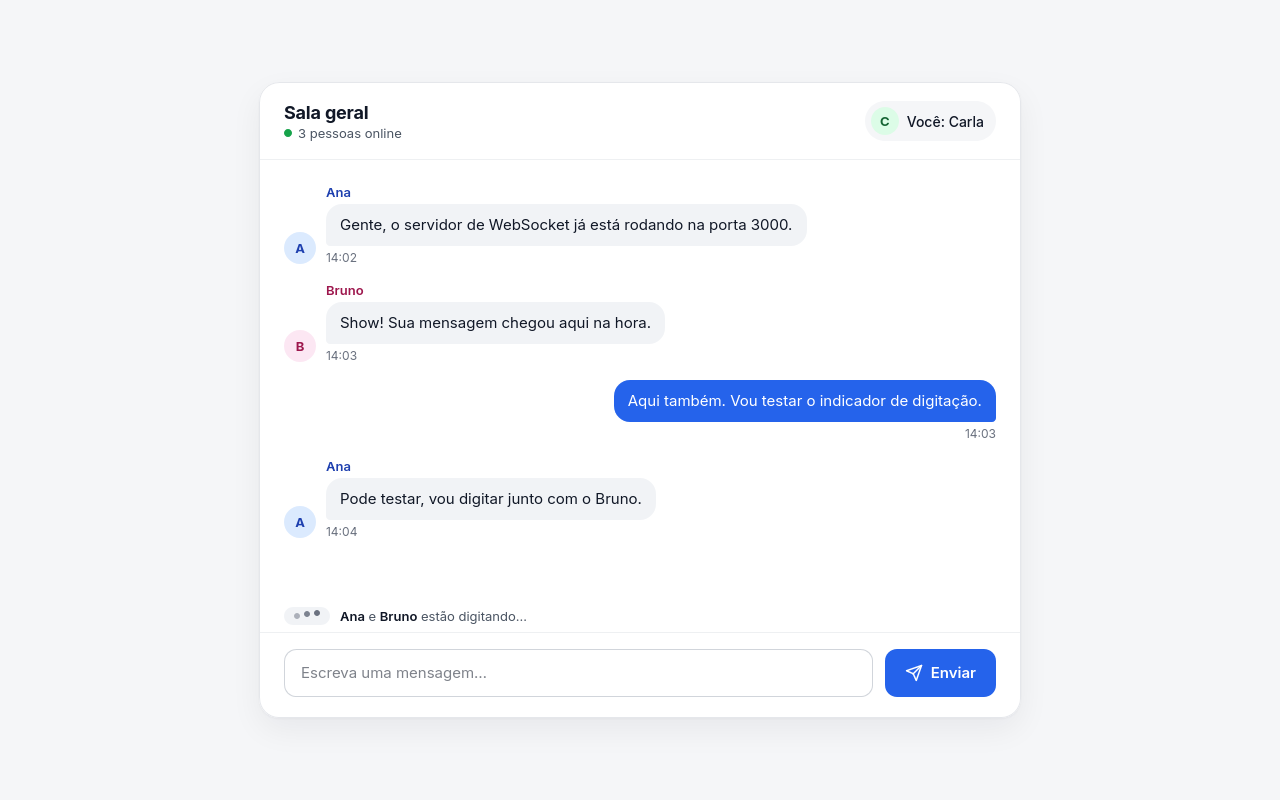 Sala geral
3 pessoas online
C Você: Carla
Ana
Gente, o servidor de WebSocket já está rodando na porta 3000.
A
14:02
Bruno
Show! Sua mensagem chegou aqui na hora.
B
14:03
Aqui também. Vou testar o indicador de digitação.
14:03
Ana
Pode testar, vou digitar junto com o Bruno.
A
14:04
Ana e Bruno estão digitando...
Escreva uma mensagem...
Enviar